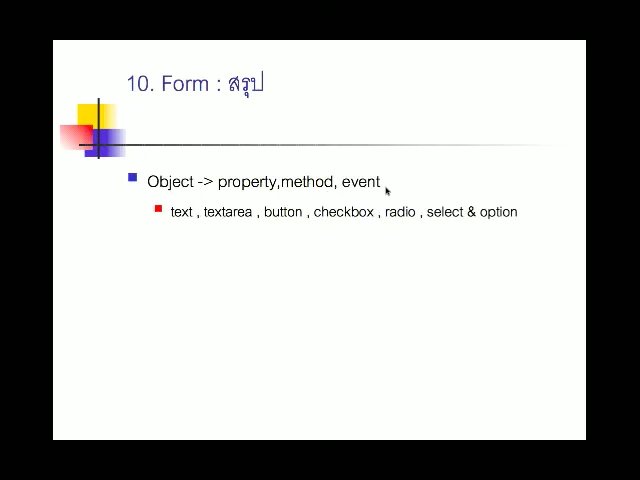 10. Form : สรุป
Object -> property,method, event
text , textarea , button , checkbox , radio , select & option